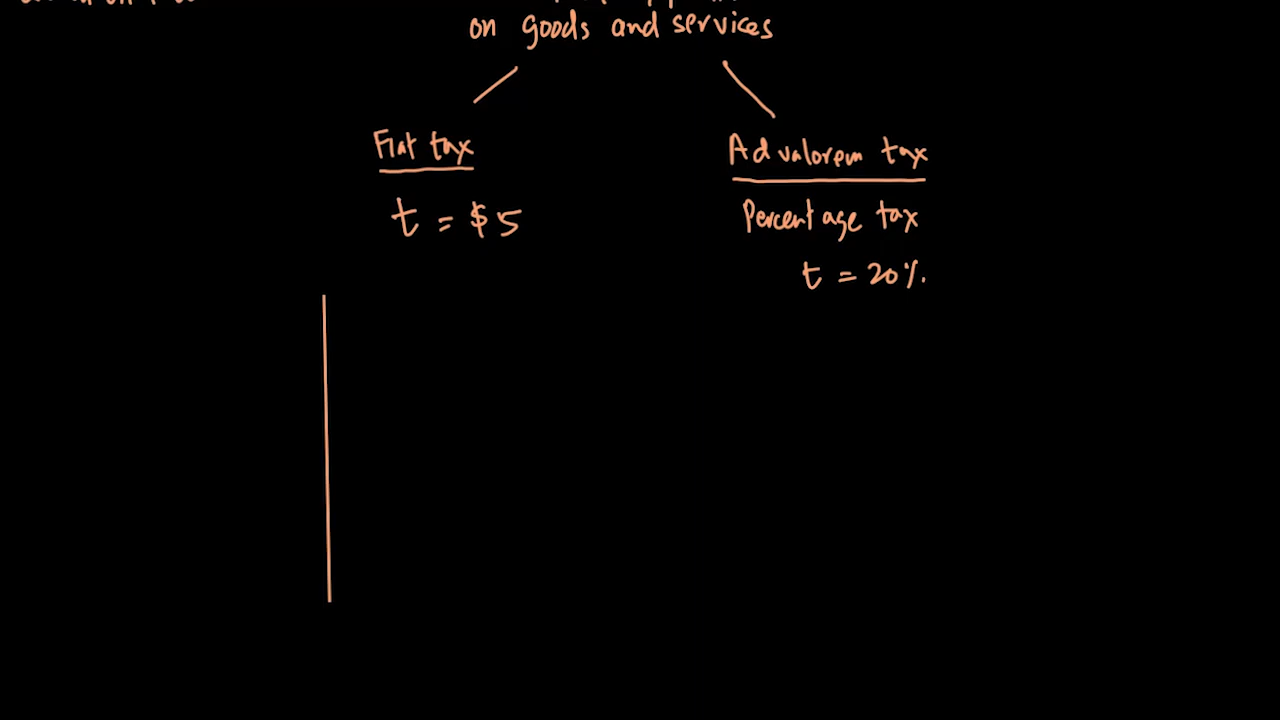 on goods and services
Flat tax
t = $5
Ad valorem tax
Percentage tax
t = 20%